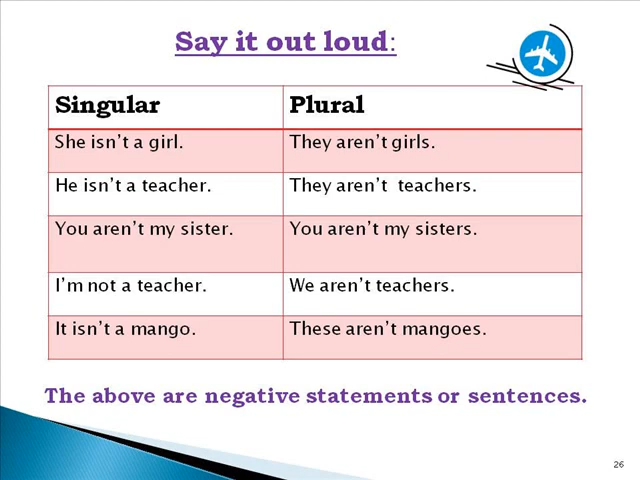 Say it out loud:
Singular Plural
She isn’t a girl. They aren’t girls.
He isn’t a teacher. They aren’t  teachers.
You aren’t my sister. You aren’t my sisters.
I’m not a teacher. We aren’t teachers.
It isn’t a mango. These aren’t mangoes.
The above are negative statements or sentences.
26